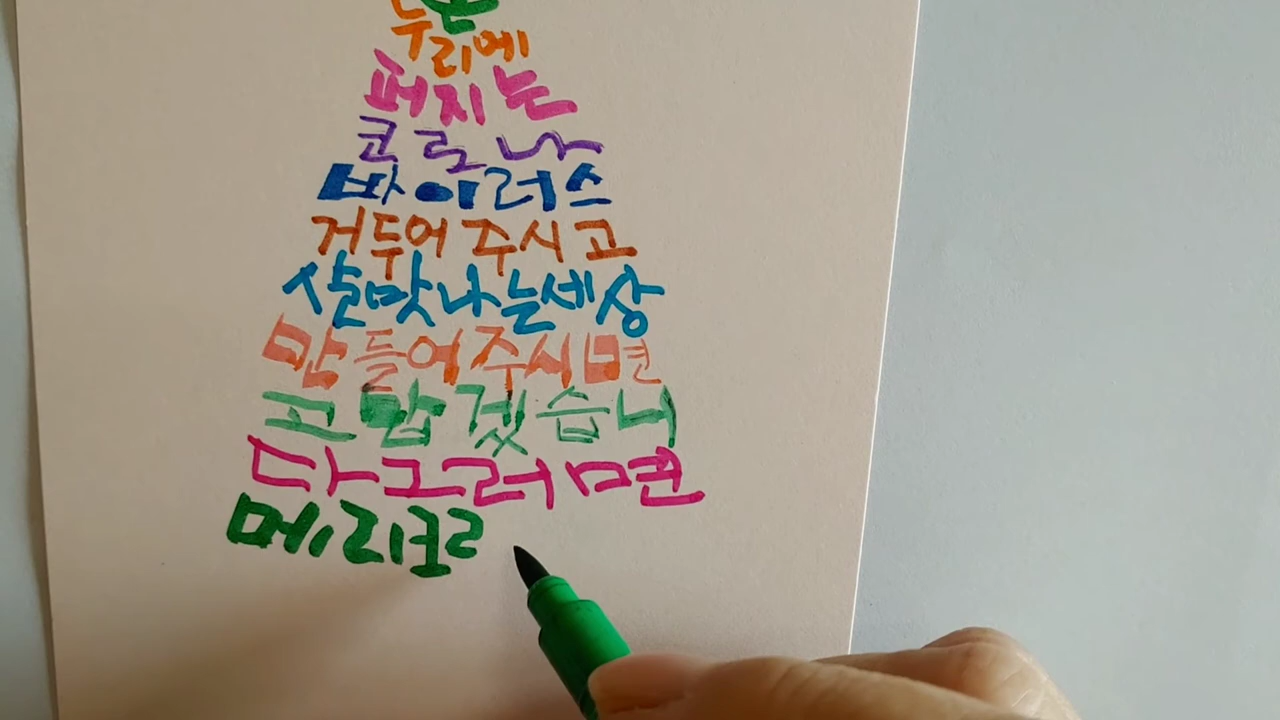 온
누리에
퍼지는
코로나
바이러스
거두어 주시고
살맛나는세상
만들어주시면
고맙겠습니
다그러면
메리크리